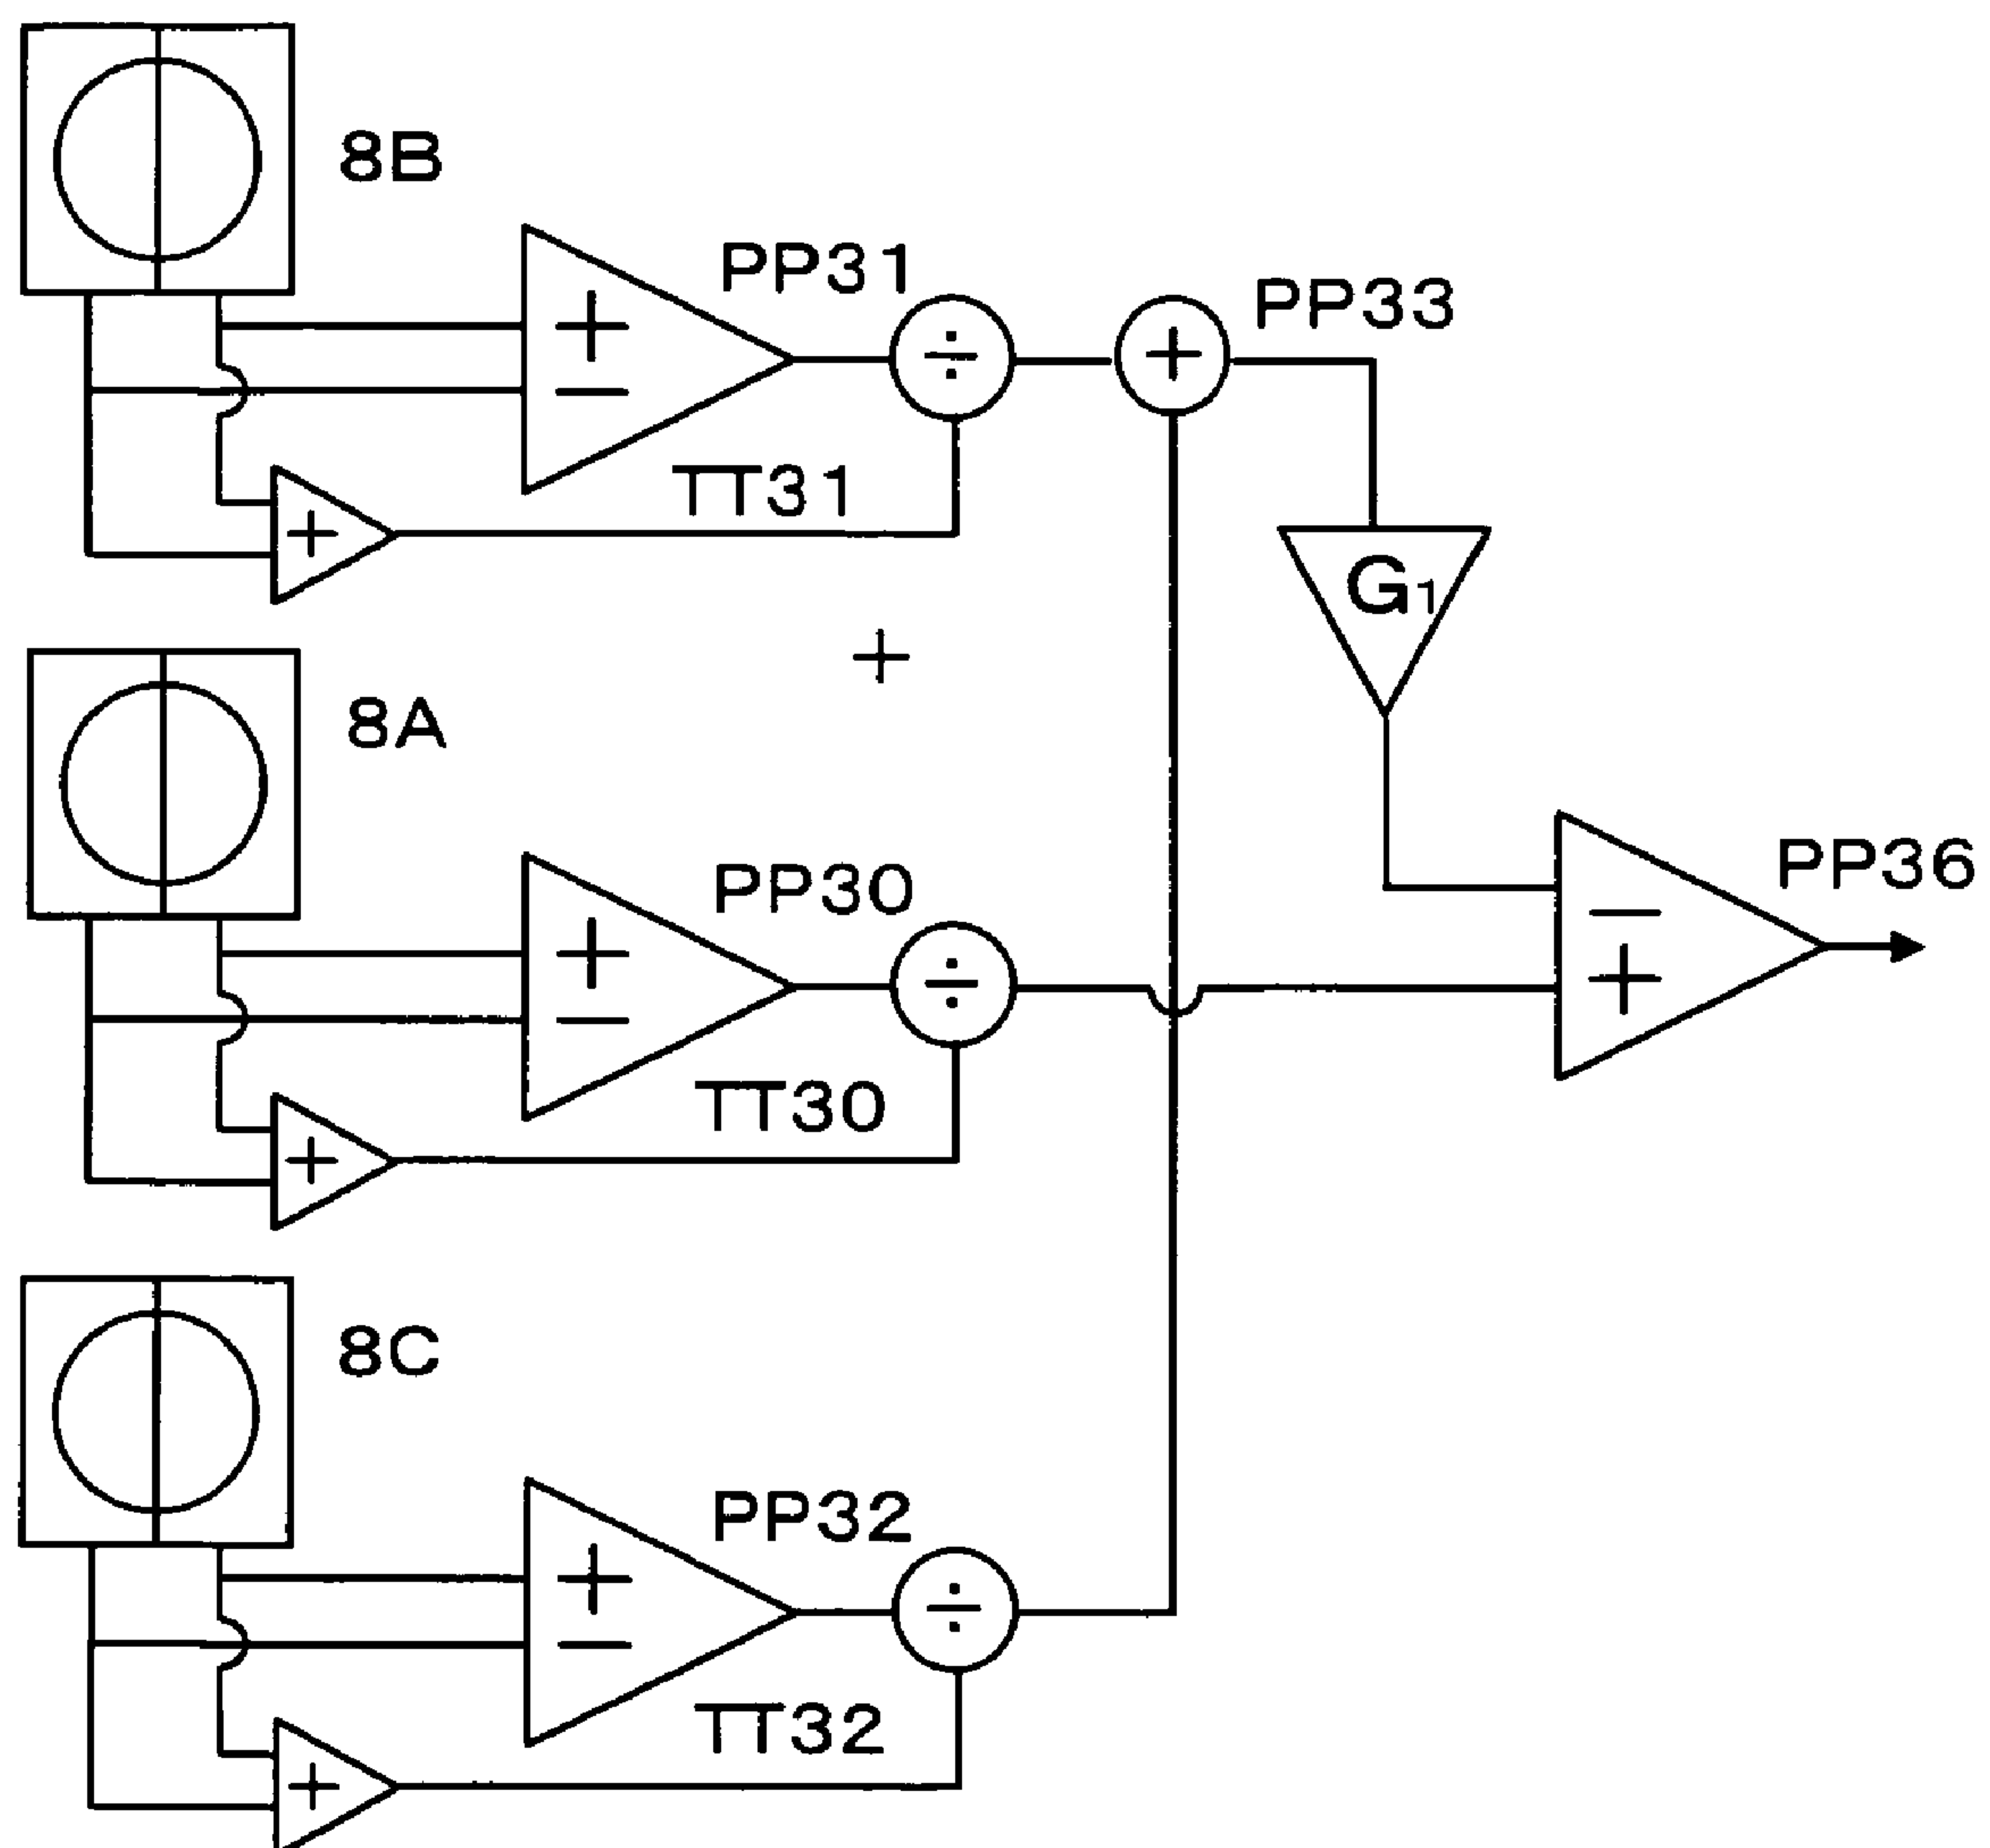 8B
PP31
PP33
+
−
÷
+
TT31
+
G1
+
8A
PP36
PP30
−
+
+
÷
−
TT30
+
8C
PP32
+
÷
−
TT32
+